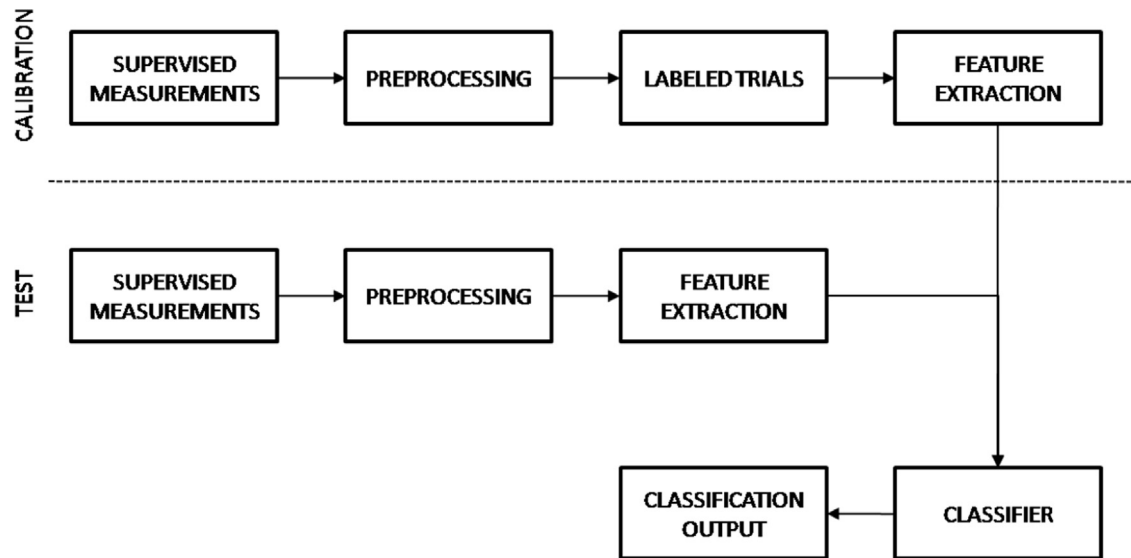 CALIBRATION
SUPERVISED
MEASUREMENTS
PREPROCESSING
LABELED TRIALS
FEATURE
EXTRACTION
TEST
SUPERVISED
MEASUREMENTS
PREPROCESSING
FEATURE
EXTRACTION
CLASSIFICATION
OUTPUT
CLASSIFIER